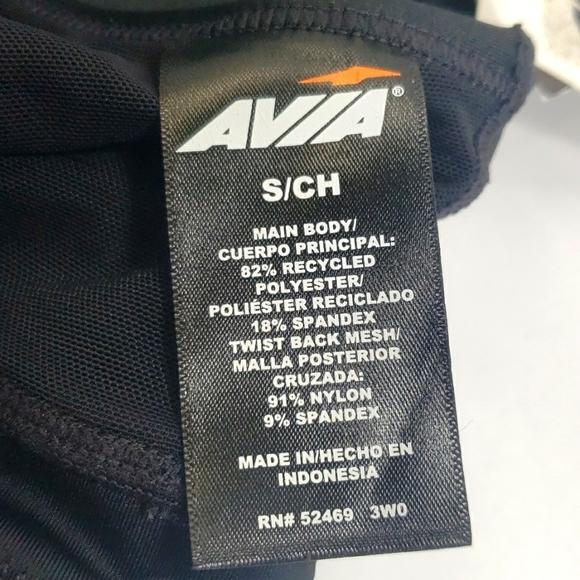 AVIA®
S/CH
MAIN BODY/
CUERPO PRINCIPAL:
82% RECYCLED
POLYESTER/
POLIÉSTER RECICLADO
18% SPANDEX
TWIST BACK MESH/
MALLA POSTERIOR
CRUZADA:
91% NYLON
9% SPANDEX
MADE IN/HECHO EN
INDONESIA
RN# 52469 3W0